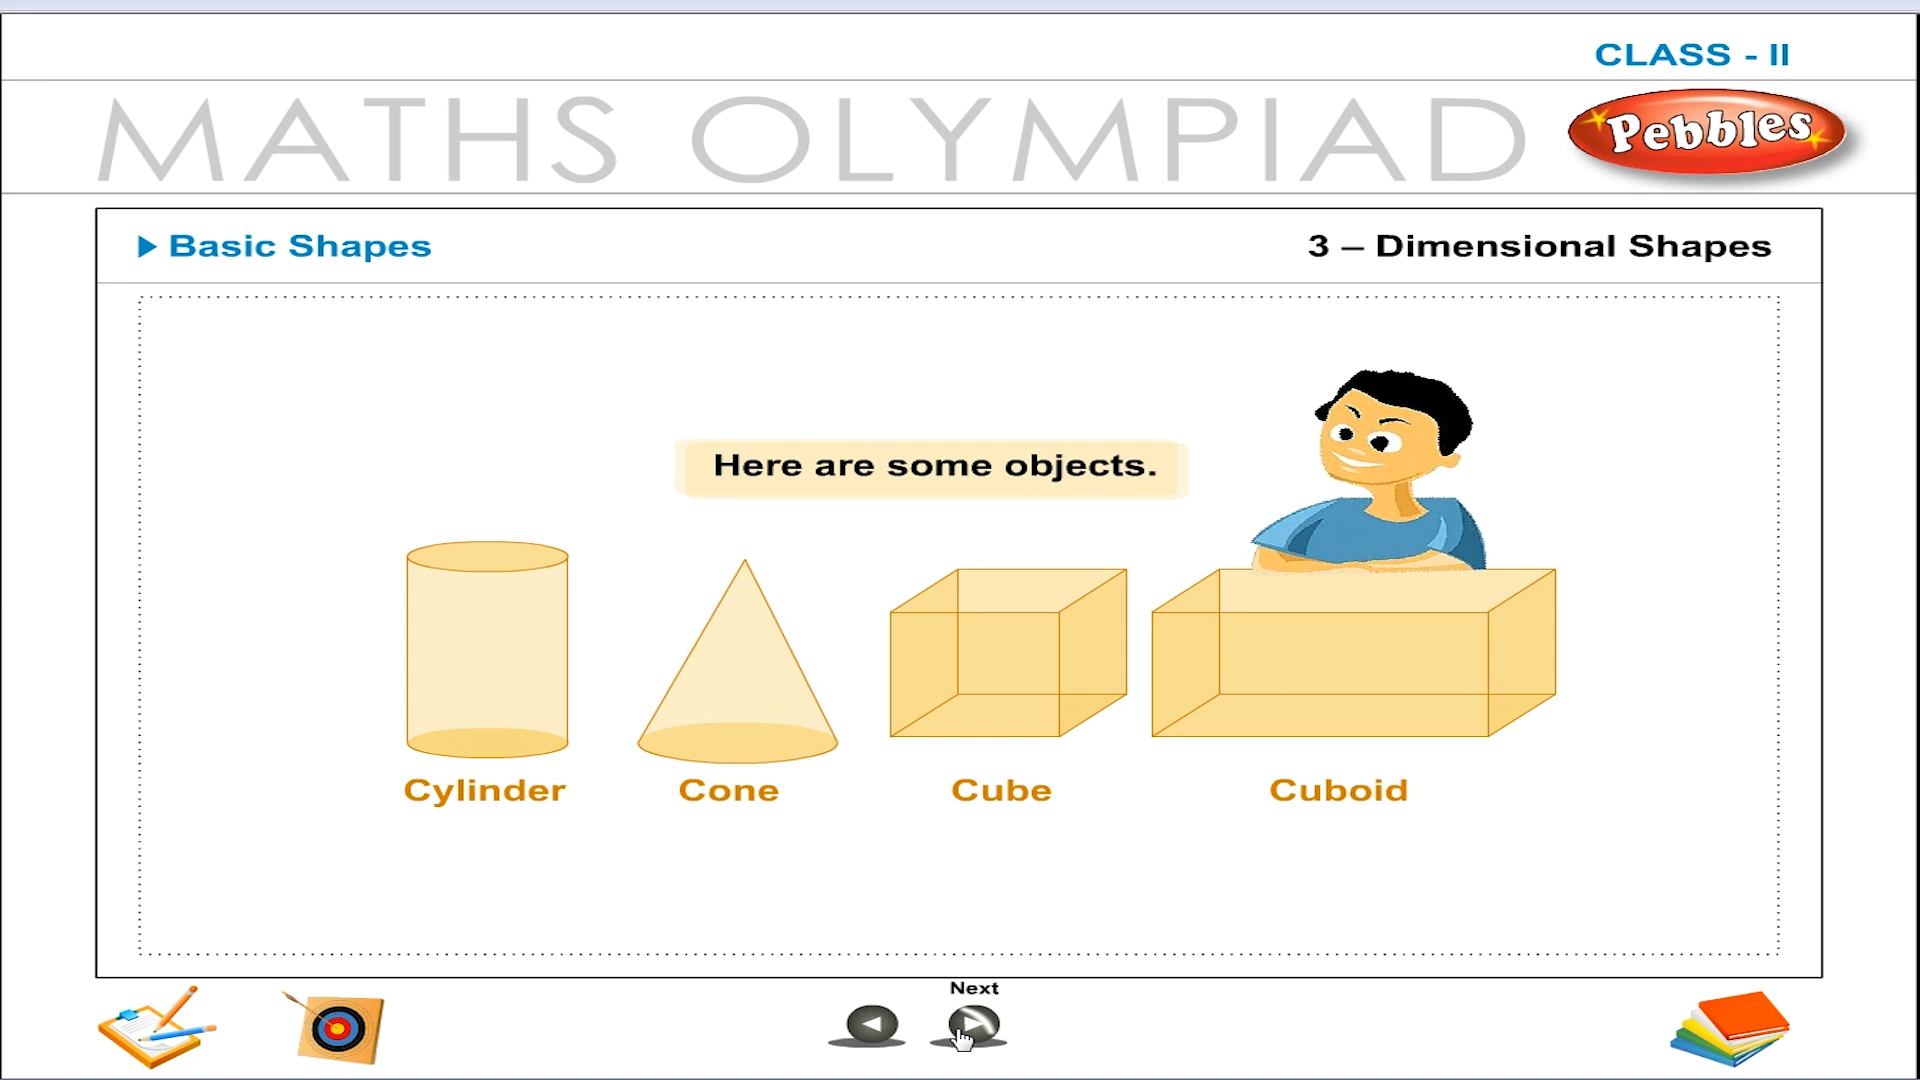 CLASS - II
MATHS OLYMPIAD
Pebbles
Basic Shapes
3 – Dimensional Shapes
Here are some objects.
Cylinder
Cone
Cube
Cuboid
Next